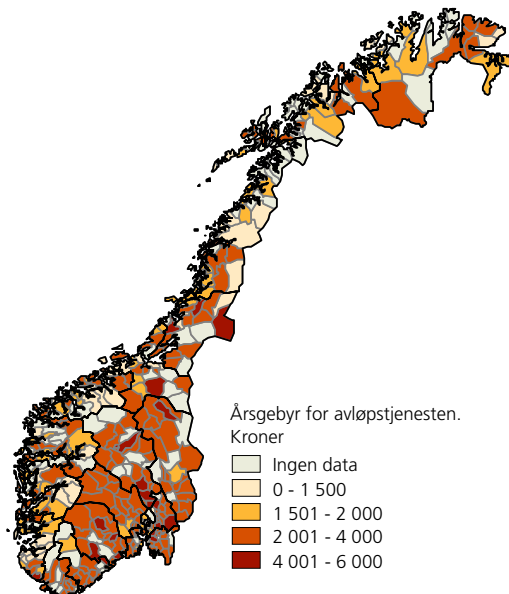 Årsgebyr for avløpstjenesten.
Kroner
Ingen data
0 - 1 500
1 501 - 2 000
2 001 - 4 000
4 001 - 6 000